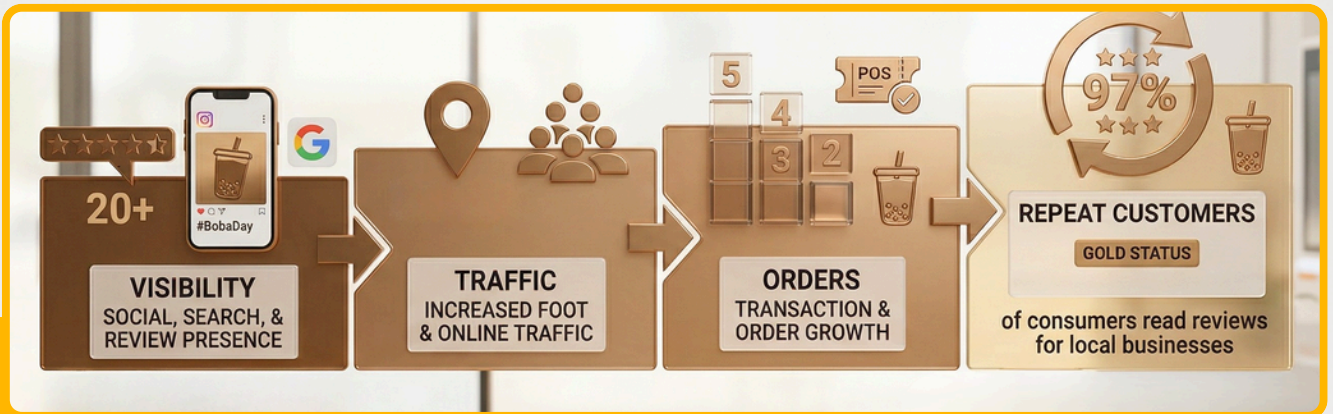 20+
#BobaDay
G
VISIBILITY
SOCIAL, SEARCH, &
REVIEW PRESENCE
TRAFFIC
INCREASED FOOT
& ONLINE TRAFFIC
5
4
3
2
POS
ORDERS
TRANSACTION &
ORDER GROWTH
97%
REPEAT CUSTOMERS
GOLD STATUS
of consumers read reviews
for local businesses